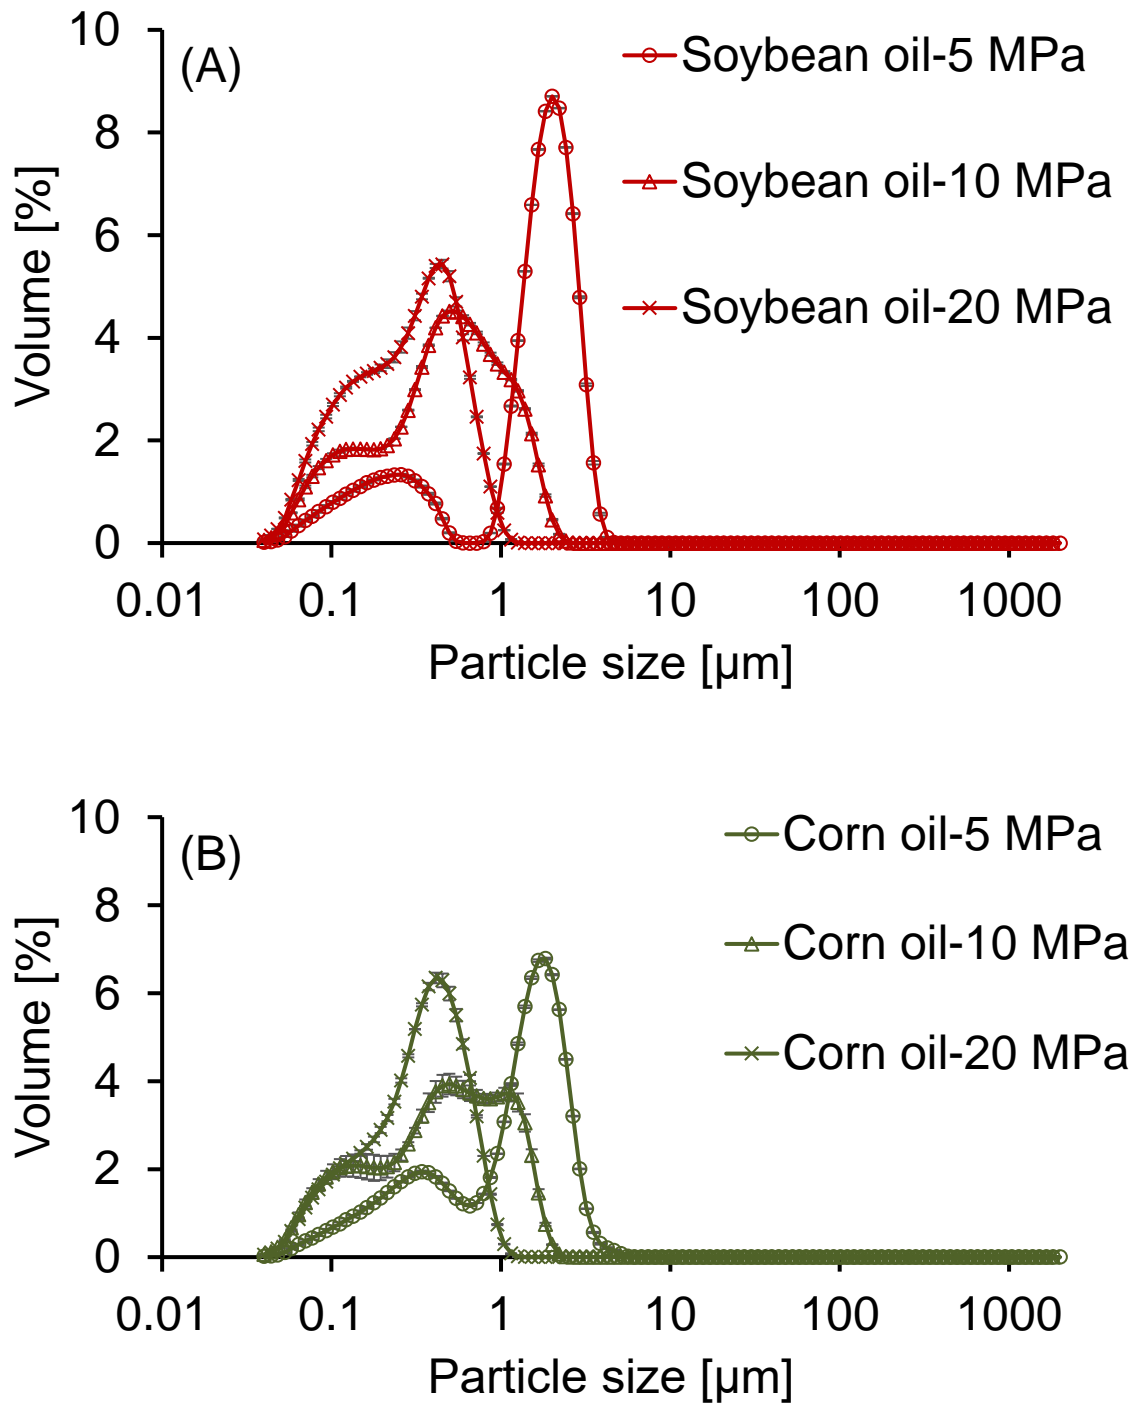 (A)
Soybean oil-5 MPa
Soybean oil-10 MPa
Soybean oil-20 MPa
Volume [%]
10
8
6
4
2
0
0.01 0.1 1 10 100 1000
Particle size [μm]
(B)
Corn oil-5 MPa
Corn oil-10 MPa
Corn oil-20 MPa
Volume [%]
10
8
6
4
2
0
0.01 0.1 1 10 100 1000
Particle size [μm]